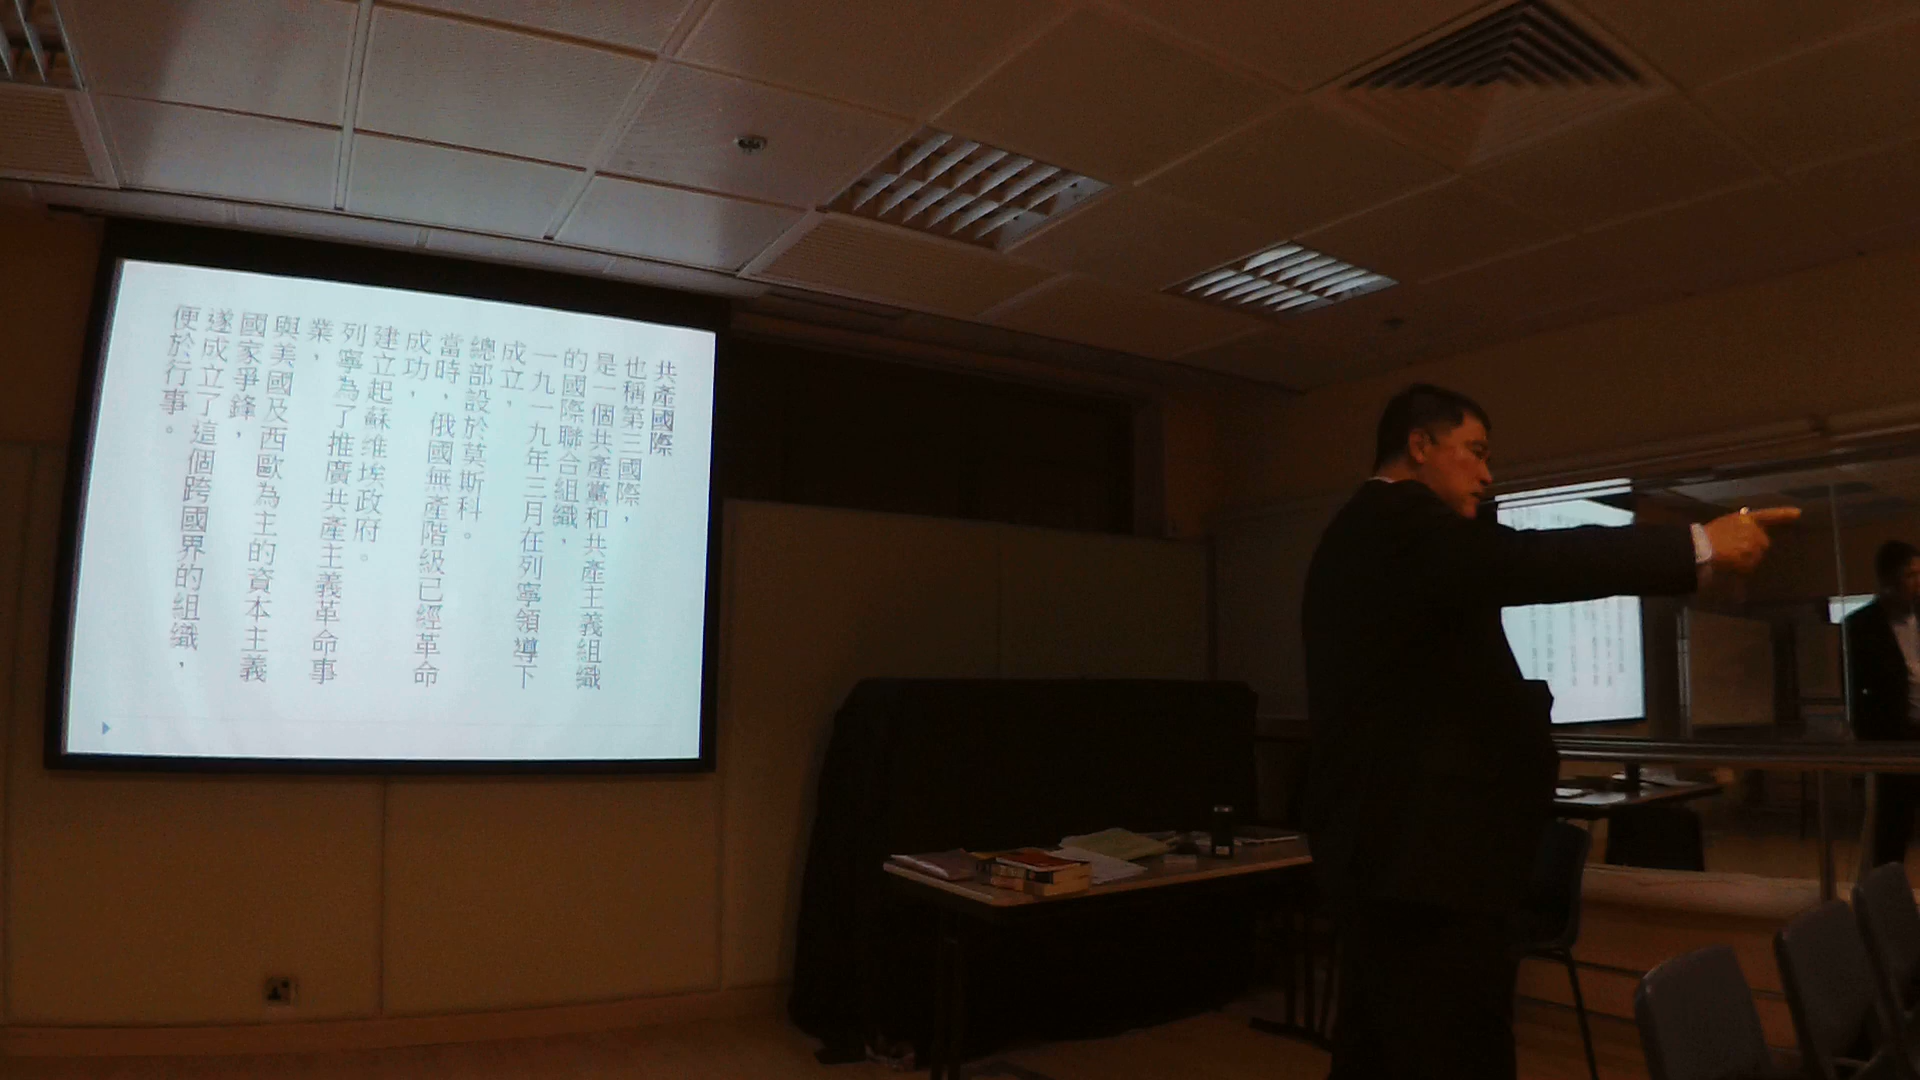 共產國際
也稱第三國際，
是一個共產黨和共產主義組織
的國際聯合組織，
一九一九年三月在列寧領導下
成立，
總部設於莫斯科。
當時，俄國無產階級已經革命
成功，
建立起蘇維埃政府。
列寧為了推廣共產主義革命事
業，
與美國及西歐為主的資本主義
國家爭鋒，
遂成立了這個跨國界的組織，
便於行事。